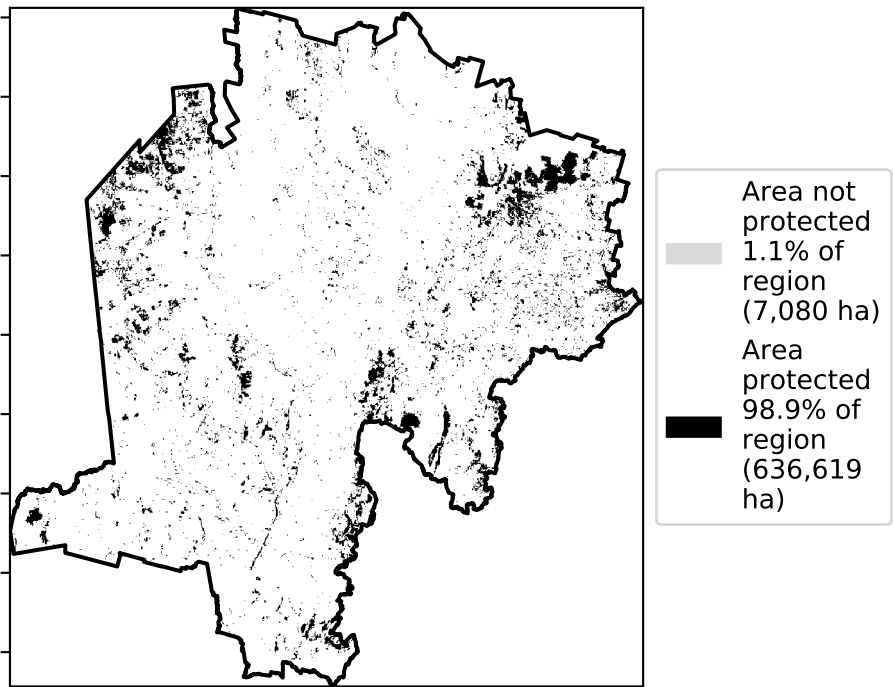 Area not
protected
1.1% of
region
(7,080 ha)
Area
protected
98.9% of
region
(636,619
ha)